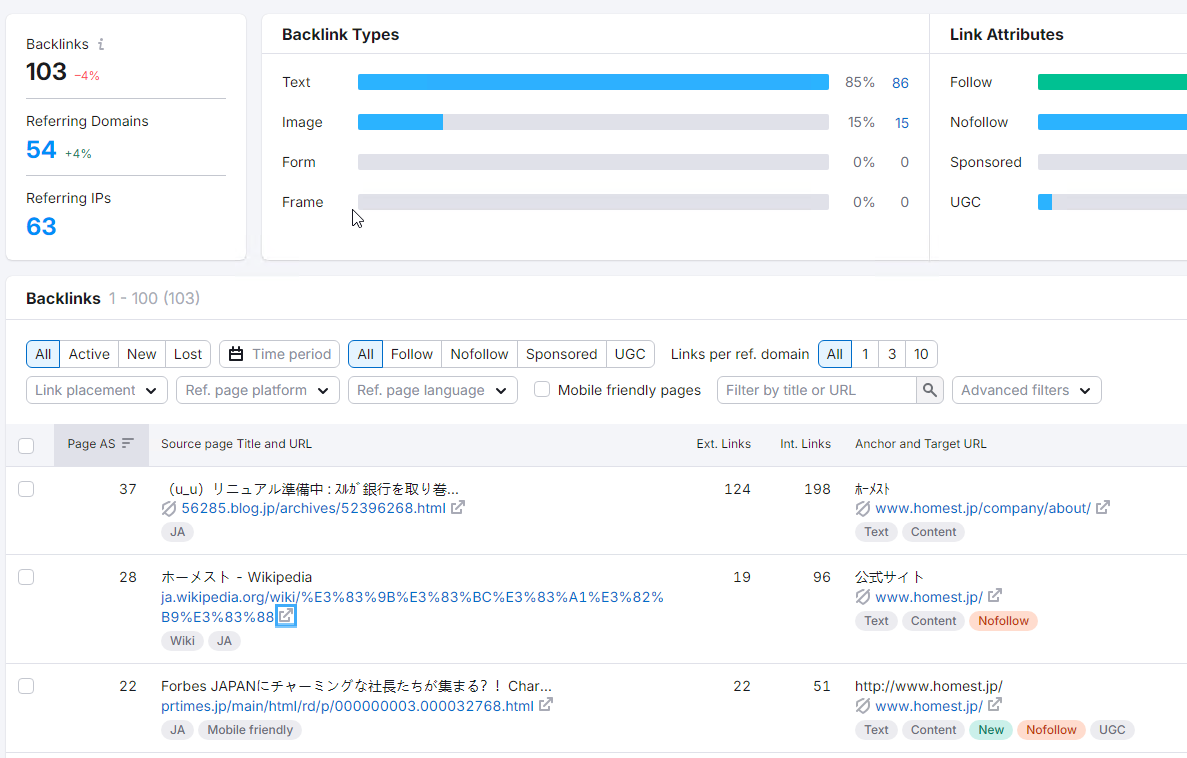 Backlinks i
103 −4%
Referring Domains
54 +4%
Referring IPs
63
Backlink Types
Text 85% 86
Image 15% 15
Form 0% 0
Frame 0% 0
Link Attributes
Follow
Nofollow
Sponsored
UGC
Backlinks 1 - 100 (103)
All Active New Lost Time period All Follow Nofollow Sponsored UGC Links per ref. domain All 1 3 10
Link placement Ref. page platform Ref. page language Mobile friendly pages Filter by title or URL Advanced filters
Page AS Source page Title and URL Ext. Links Int. Links Anchor and Target URL
37 （u_u）リニュアル準備中 : ｽﾙｶﾞ銀行を取り巻... 124 198 ﾎｰﾒｽﾄ
56285.blog.jp/archives/52396268.html www.homest.jp/company/about/
JA Text Content
28 ホーメスト - Wikipedia 19 96 公式サイト
ja.wikipedia.org/wiki/%E3%83%9B%E3%83%BC%E3%83%A1%E3%82% www.homest.jp/
B9%E3%83%88
Wiki JA Text Content Nofollow
22 Forbes JAPANにチャーミングな社長たちが集まる？！ Char... 22 51 http://www.homest.jp/
prtimes.jp/main/html/rd/p/000000003.000032768.html www.homest.jp/
JA Mobile friendly Text Content New Nofollow UGC